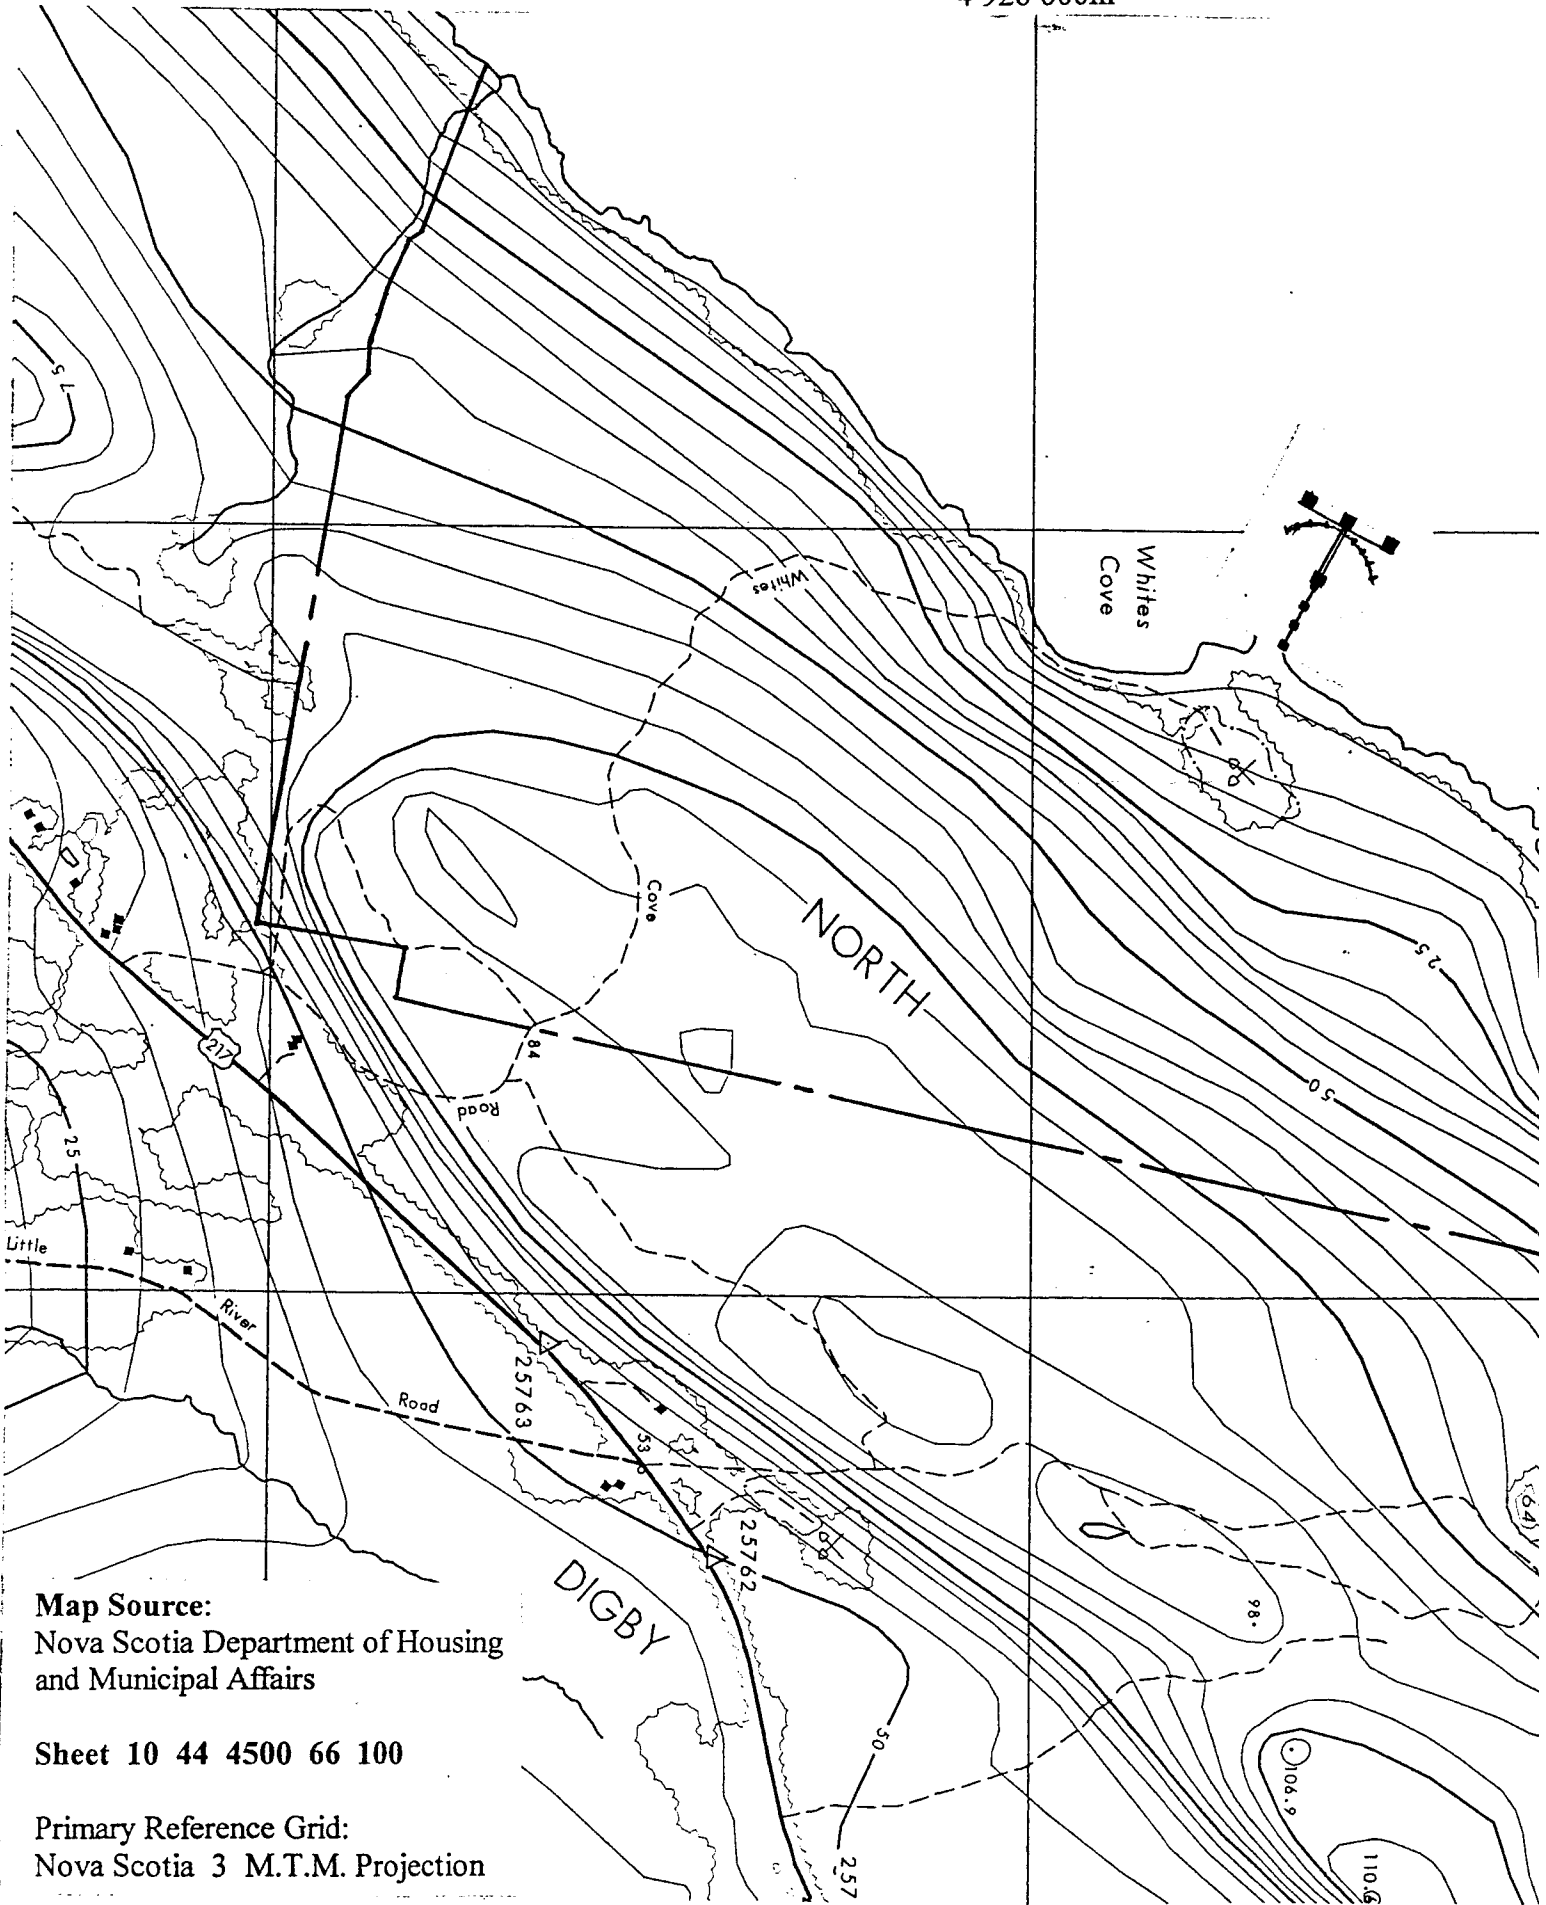 75
Whites
Cove
Whites
Cove
NORTH
25
217
84
Road
50
25
Little
River
Road
25763
53
25762
64
DIGBY
98
50
106.9
110.6
257
Map Source:
Nova Scotia Department of Housing
and Municipal Affairs
Sheet 10 44 4500 66 100
Primary Reference Grid:
Nova Scotia 3 M.T.M. Projection